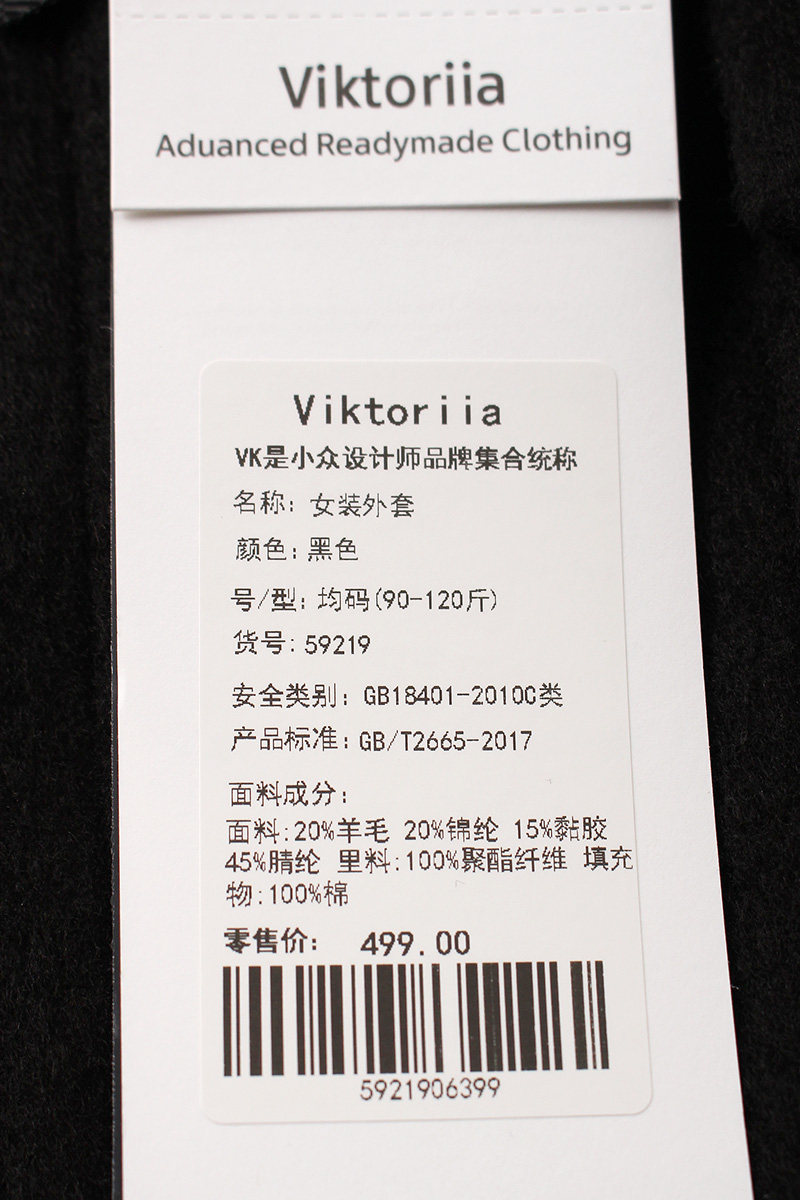 Viktoriia
Aduanced Readymade Clothing
Viktoriia
VK是小众设计师品牌集合统称
名称: 女装外套
颜色: 黑色
号/型: 均码(90-120斤)
货号: 59219
安全类别: GB18401-2010C类
产品标准: GB/T2665-2017
面料成分:
面料:20%羊毛 20%锦纶 15%黏胶
45%腈纶 里料:100%聚酯纤维 填充
物:100%棉
零售价: 499.00
5921906399